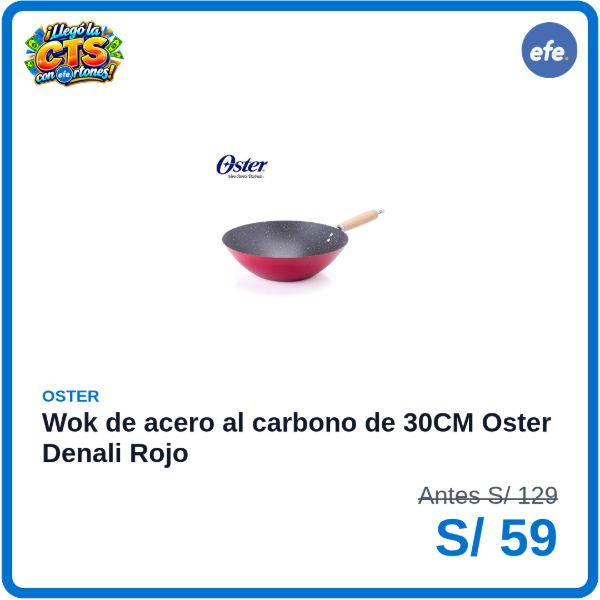 ¡Llegó la
CTS
con efe rtones!
efe.
Oster
OSTER
Wok de acero al carbono de 30CM Oster
Denali Rojo
Antes S/ 129
S/ 59